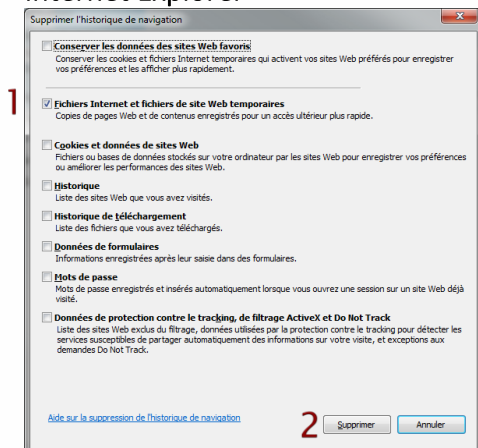 Internet Explorer
Supprimer l'historique de navigation
Conserver les données des sites Web favoris
Conserver les cookies et fichiers Internet temporaires qui activent vos sites Web préférés pour enregistrer
vos préférences et les afficher plus rapidement.
1
Fichiers Internet et fichiers de site Web temporaires
Copies de pages Web et de contenus enregistrés pour un accès ultérieur plus rapide.
Cookies et données de sites Web
Fichiers ou bases de données stockés sur votre ordinateur par les sites Web pour enregistrer vos préférences
ou améliorer les performances des sites Web.
Historique
Liste des sites Web que vous avez visités.
Historique de téléchargement
Liste des fichiers que vous avez téléchargés.
Données de formulaires
Informations enregistrées après leur saisie dans des formulaires.
Mots de passe
Mots de passe enregistrés et insérés automatiquement lorsque vous ouvrez une session sur un site Web déjà
visité.
Données de protection contre le tracking, de filtrage ActiveX et Do Not Track
Liste des sites Web exclus du filtrage, données utilisées par la protection contre le tracking pour détecter les
services susceptibles de partager automatiquement des informations sur votre visite, et exceptions aux
demandes Do Not Track.
Aide sur la suppression de l'historique de navigation
2
Supprimer
Annuler